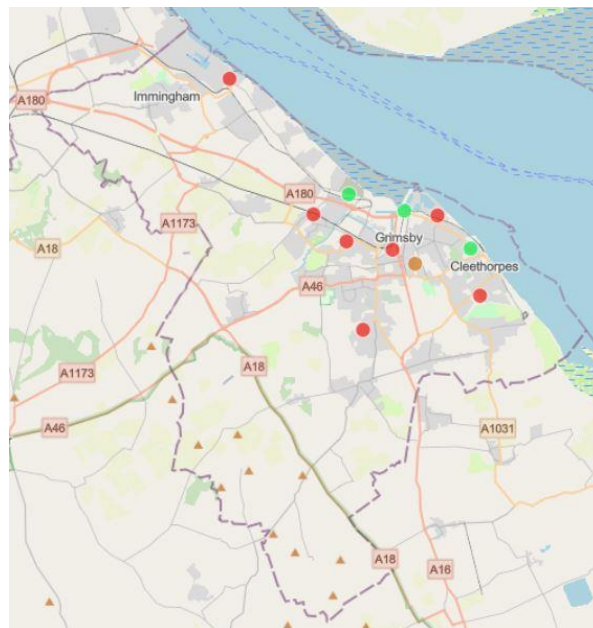 Immingham
A180
A180
A1173
Grimsby
A18
Cleethorpes
A46
A18
A1173
A46
A1031
A18
A16